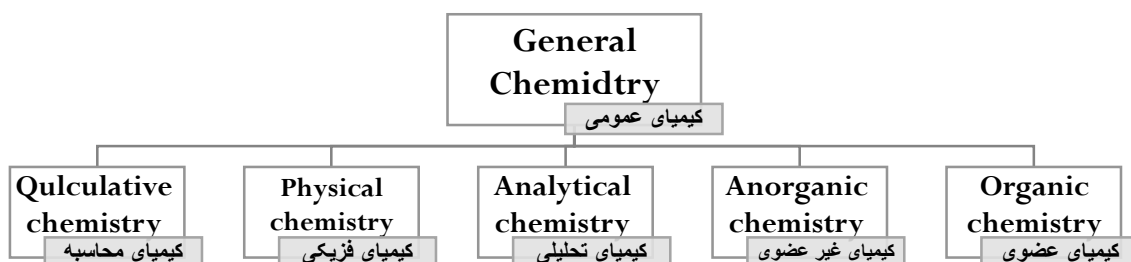 General
Chemidtry
کیمیای عمومی
Qulculative
chemistry
کیمیای محاسبه
Physical
chemistry
کیمیای فزیکی
Analytical
chemistry
کیمیای تحلیلی
Anorganic
chemistry
کیمیای غیر عضوی
Organic
chemistry
کیمیای عضوی